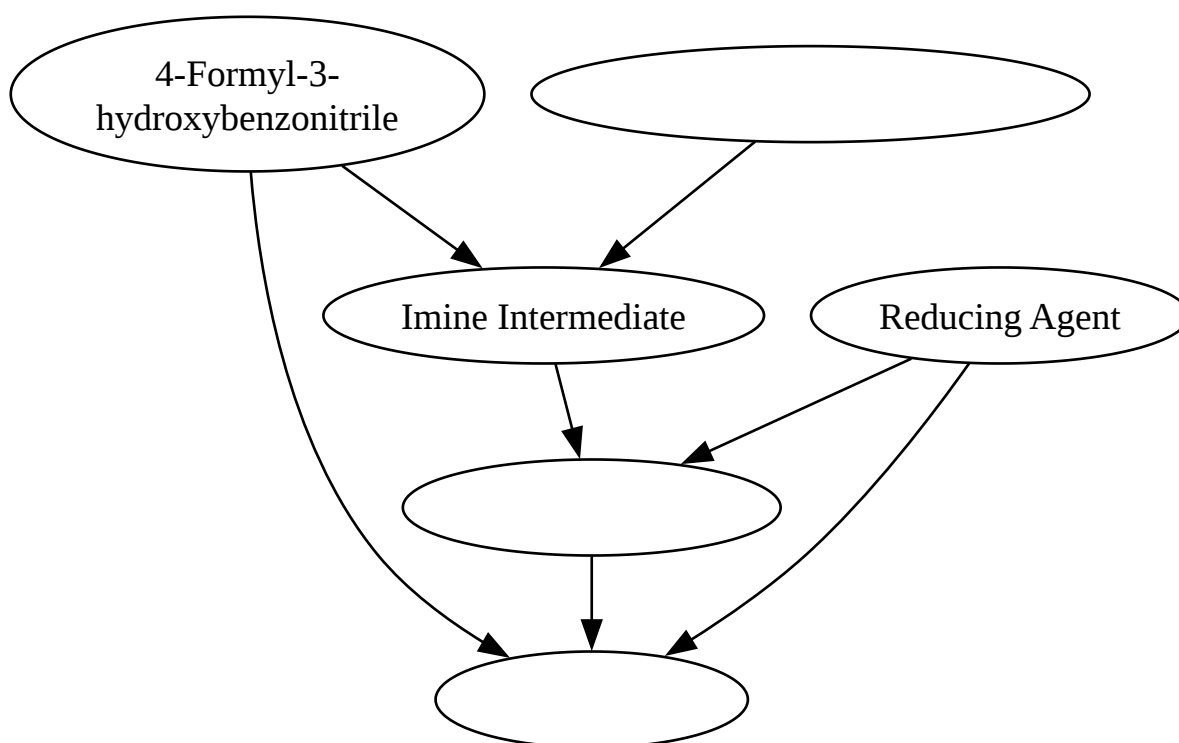 4-Formyl-3-
hydroxybenzonitrile
Imine Intermediate
Reducing Agent